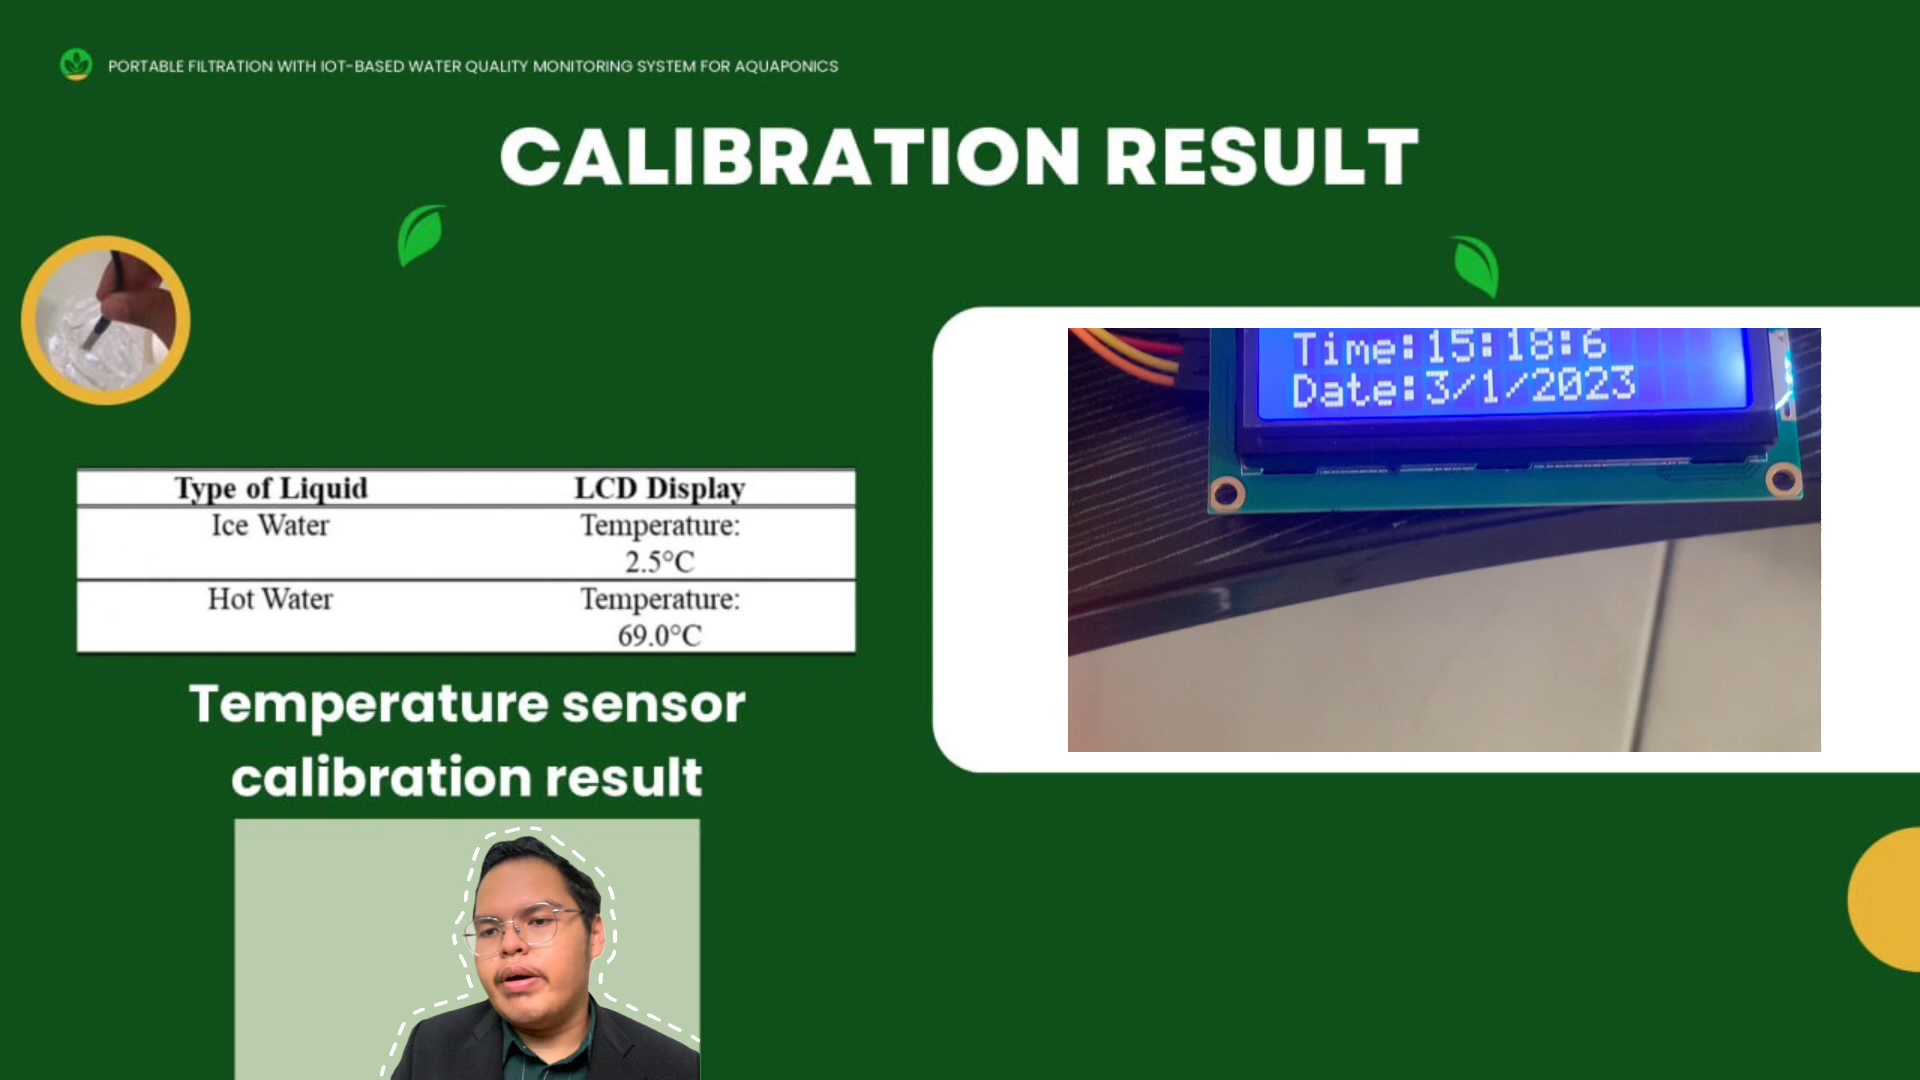 PORTABLE FILTRATION WITH IOT-BASED WATER QUALITY MONITORING SYSTEM FOR AQUAPONICS
CALIBRATION RESULT
Type of Liquid LCD Display
Ice Water Temperature:
2.5°C
Hot Water Temperature:
69.0°C
Temperature sensor
calibration result
Time:15:18:6
Date:3/1/2023